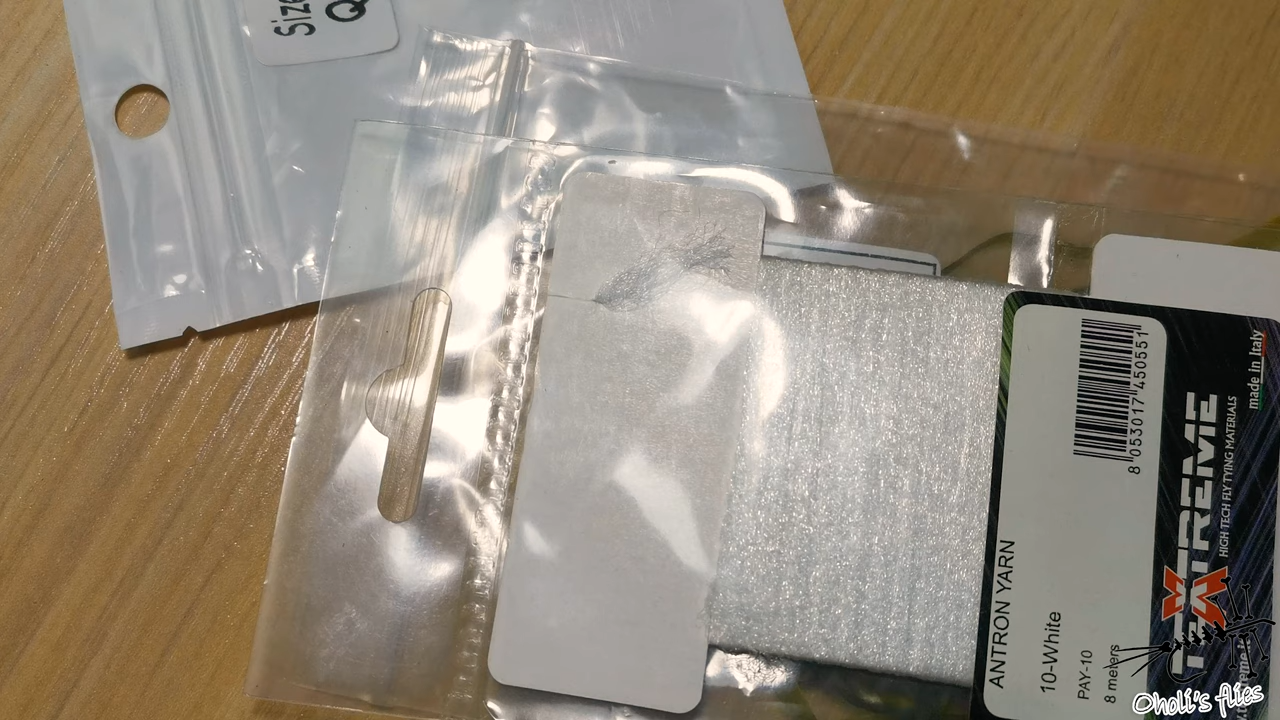 Size
ANTRON YARN
10-White
PAY-10
8 meters
8 053017 450551
TEXTREME
HIGH TECH FLY TYING MATERIALS
made in Italy
Oholi's flies